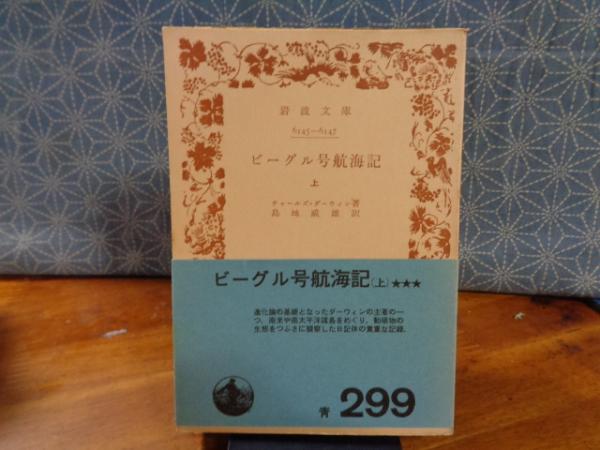 岩波文庫
6145—6147
ビーグル号航海記
上
チャールズ・ダーウィン著
島地威雄訳
ビーグル号航海記〔上〕★★★
進化論の基礎となったダーウィンの主著の一
つ．南米や南太平洋諸島をめぐり，動植物の
生態をつぶさに観察した日記体の貴重な記録．
青 299